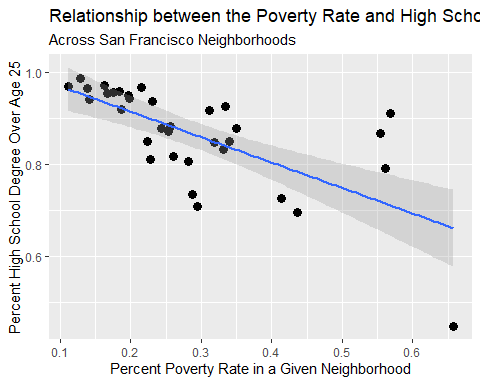 Relationship between the Poverty Rate and High Scho
Across San Francisco Neighborhoods
Percent High School Degree Over Age 25
1.0
0.8
0.6
0.1 0.2 0.3 0.4 0.5 0.6
Percent Poverty Rate in a Given Neighborhood